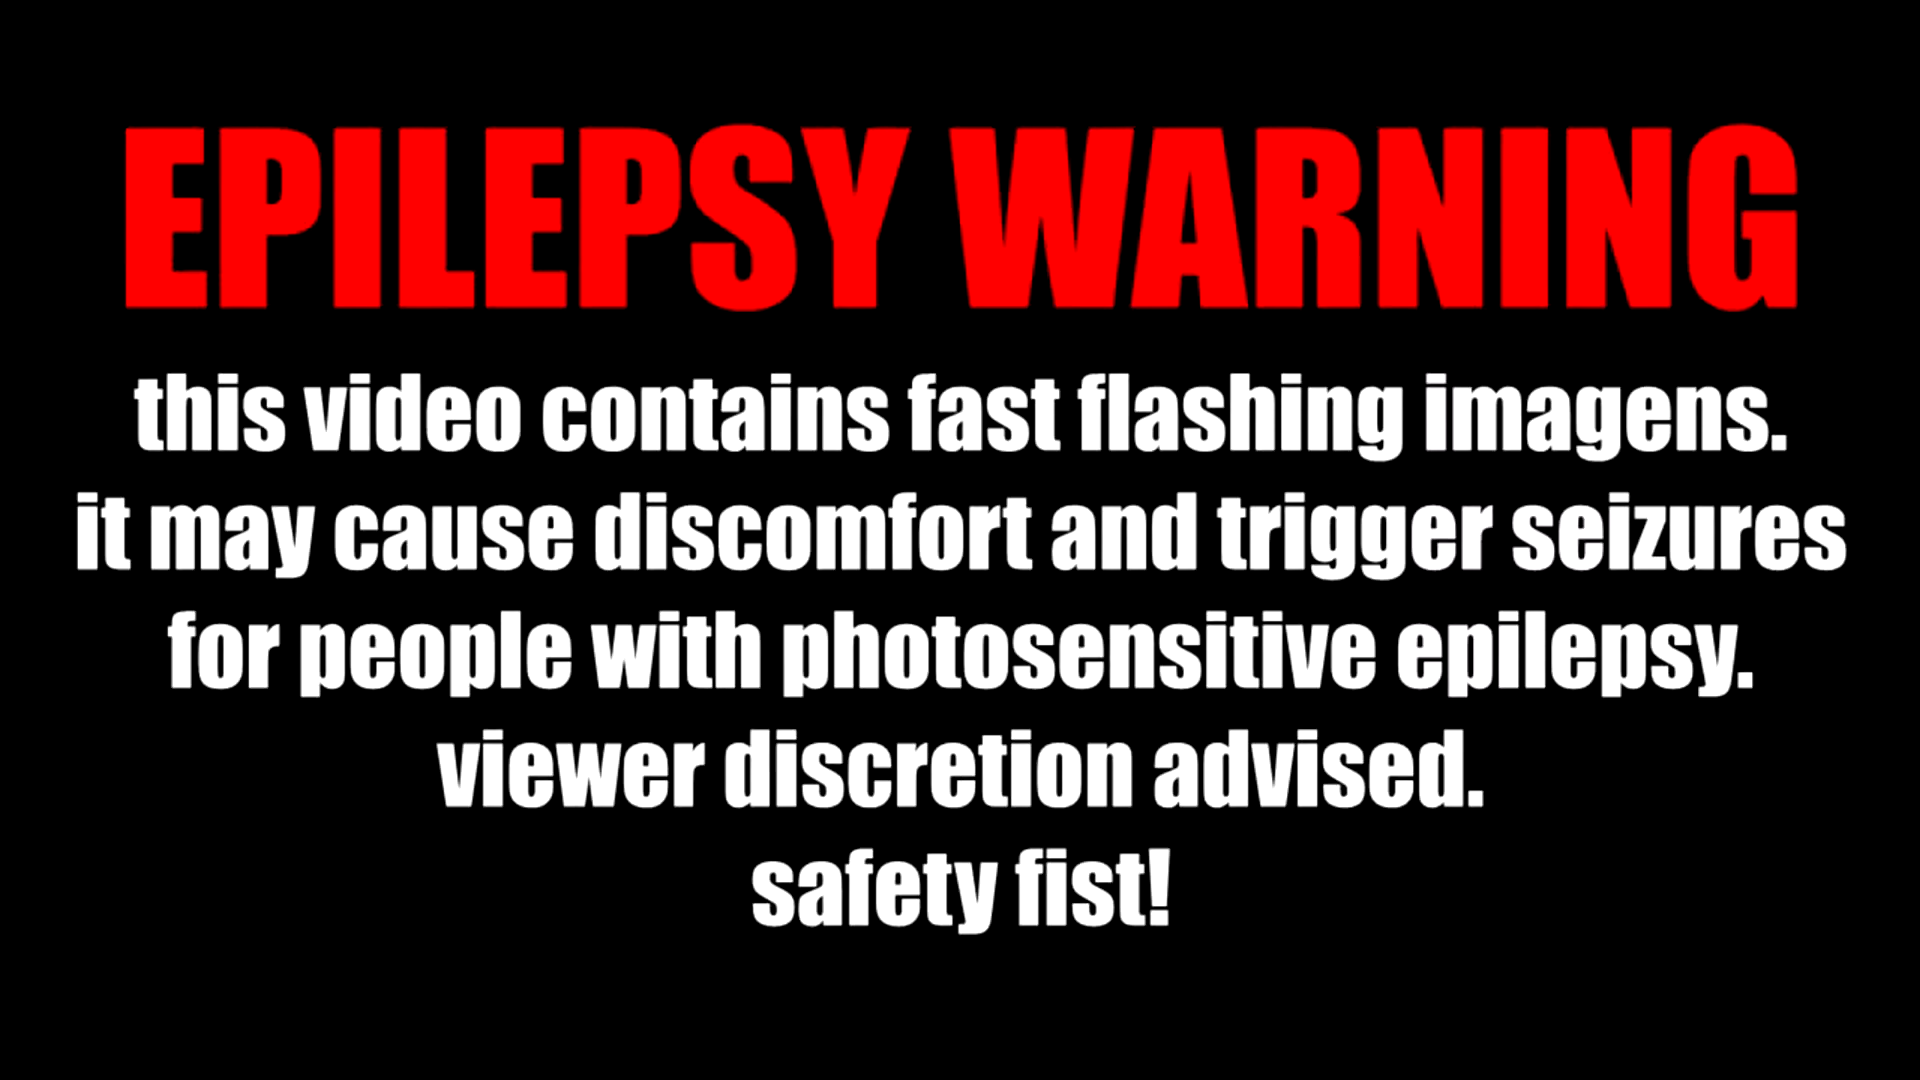 EPILEPSY WARNING
this video contains fast flashing imagens.
it may cause discomfort and trigger seizures
for people with photosensitive epilepsy.
viewer discretion advised.
safety fist!